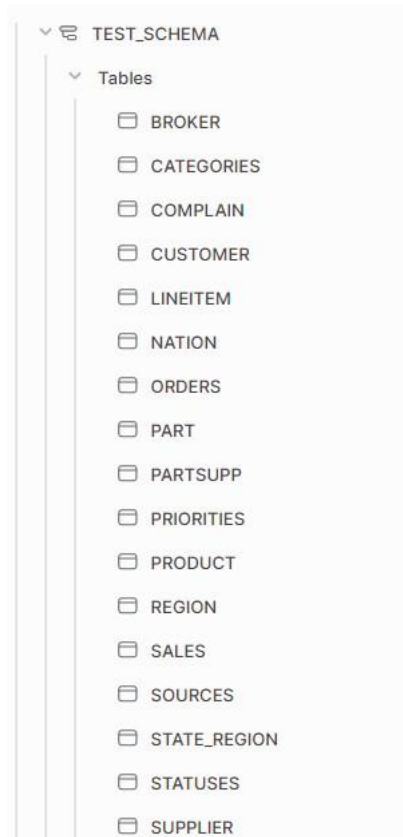 TEST_SCHEMA
Tables
BROKER
CATEGORIES
COMPLAIN
CUSTOMER
LINEITEM
NATION
ORDERS
PART
PARTSUPP
PRIORITIES
PRODUCT
REGION
SALES
SOURCES
STATE_REGION
STATUSES
SUPPLIER